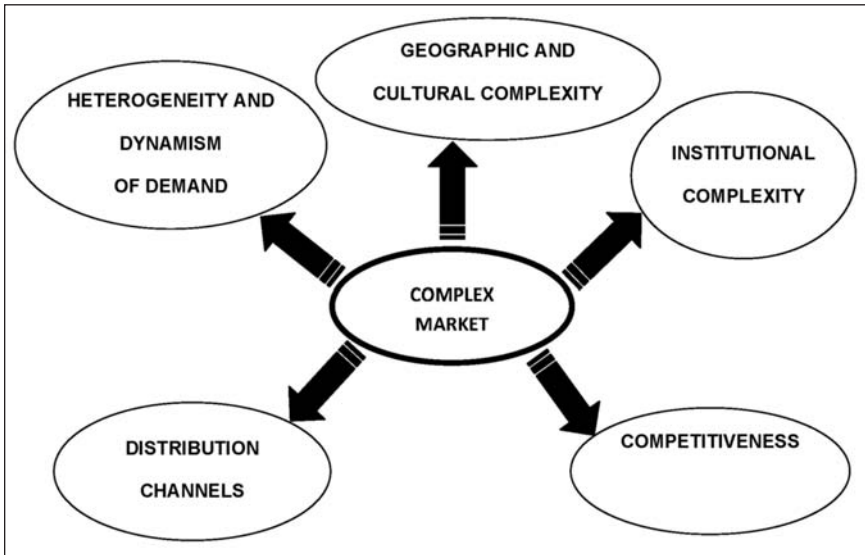 GEOGRAPHIC AND
CULTURAL COMPLEXITY
HETEROGENEITY AND
DYNAMISM
OF DEMAND
INSTITUTIONAL
COMPLEXITY
COMPLEX
MARKET
DISTRIBUTION
CHANNELS
COMPETITIVENESS